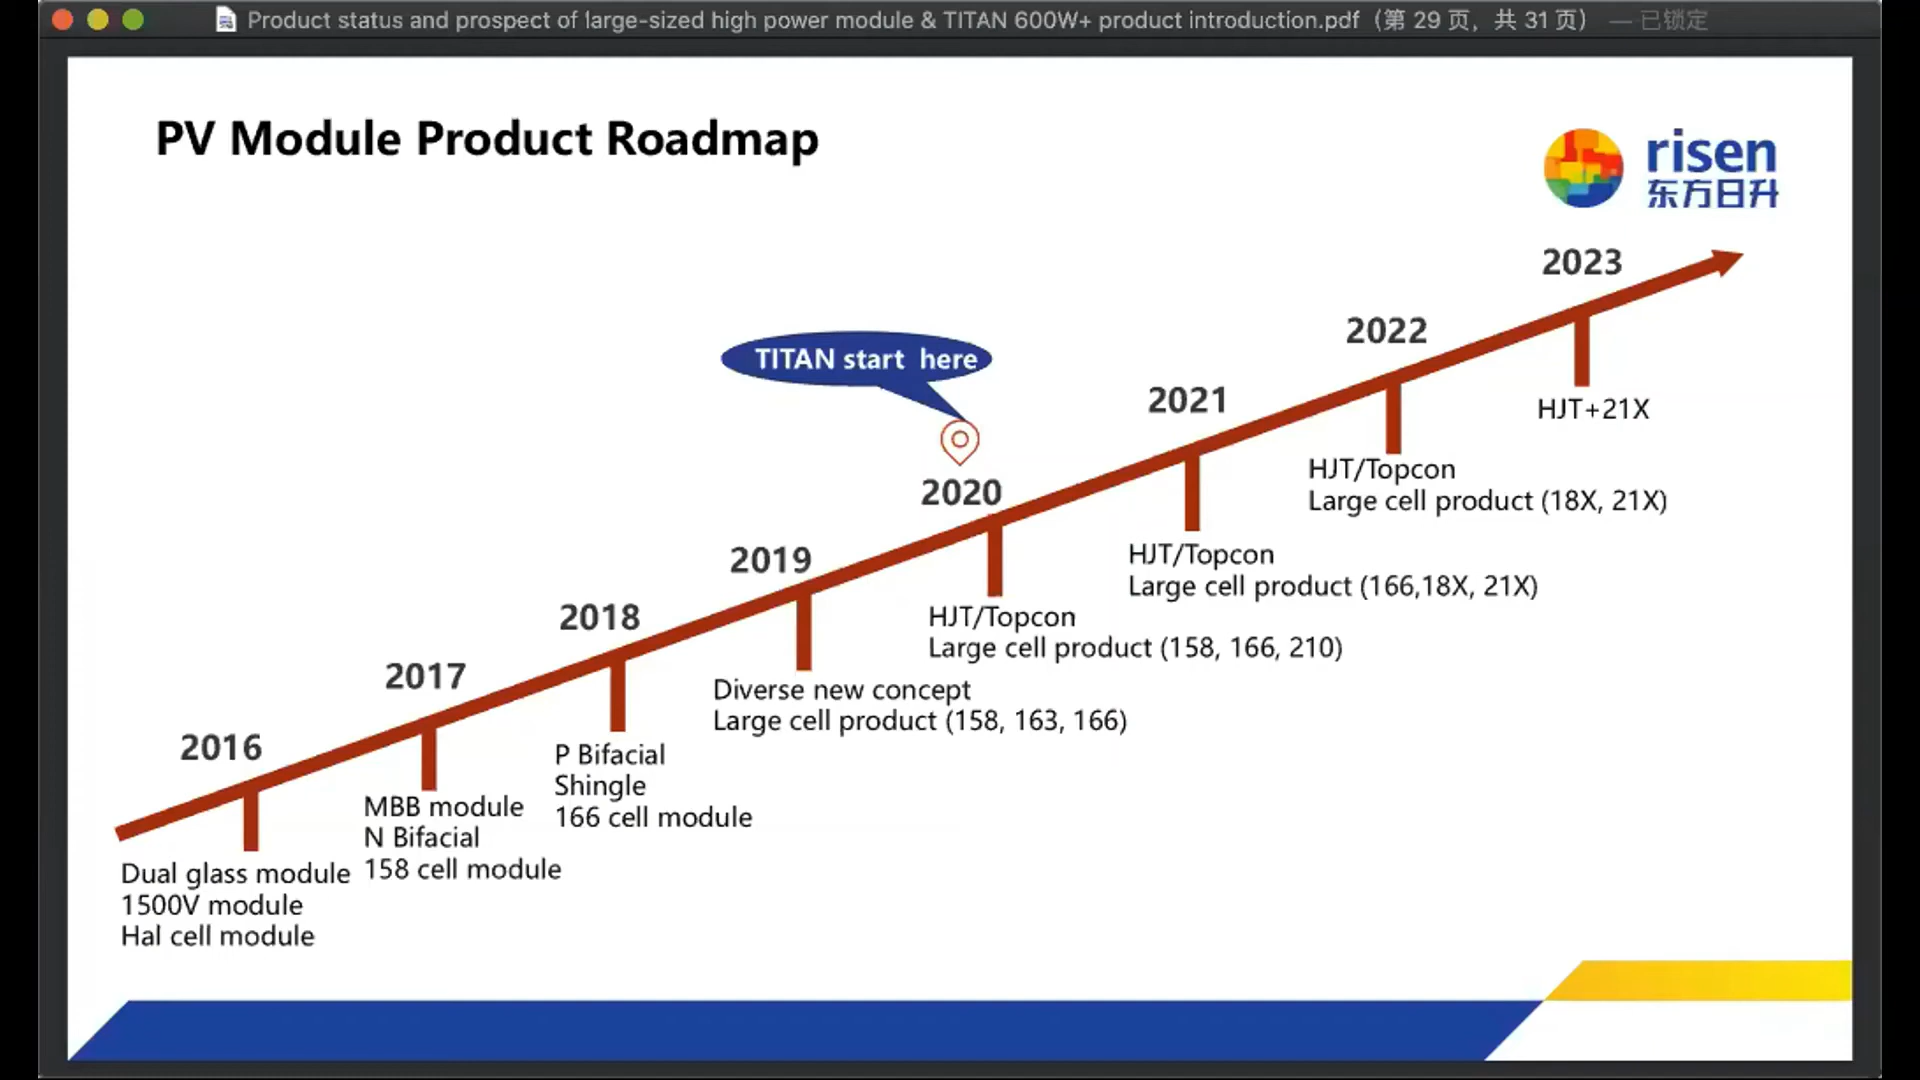 Product status and prospect of large-sized high power module & TITAN 600W+ product introduction.pdf（第 29 页，共 31 页） — 已锁定
PV Module Product Roadmap
risen
东方日升
2023
HJT+21X
2022
HJT/Topcon
Large cell product (18X, 21X)
2021
HJT/Topcon
Large cell product (166,18X, 21X)
TITAN start  here
2020
HJT/Topcon
Large cell product (158, 166, 210)
2019
Diverse new concept
Large cell product (158, 163, 166)
2018
P Bifacial
Shingle
166 cell module
2017
MBB module
N Bifacial
158 cell module
2016
Dual glass module
1500V module
Hal cell module